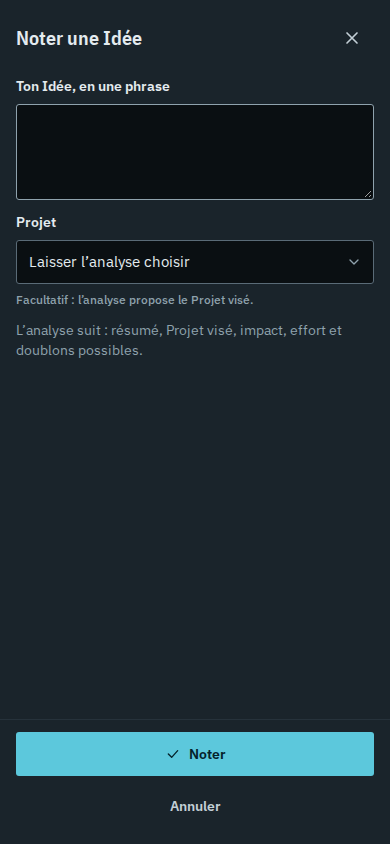 Noter une Idée
Ton Idée, en une phrase
Projet
Laisser l’analyse choisir
Facultatif : l’analyse propose le Projet visé.
L’analyse suit : résumé, Projet visé, impact, effort et
doublons possibles.
Noter
Annuler